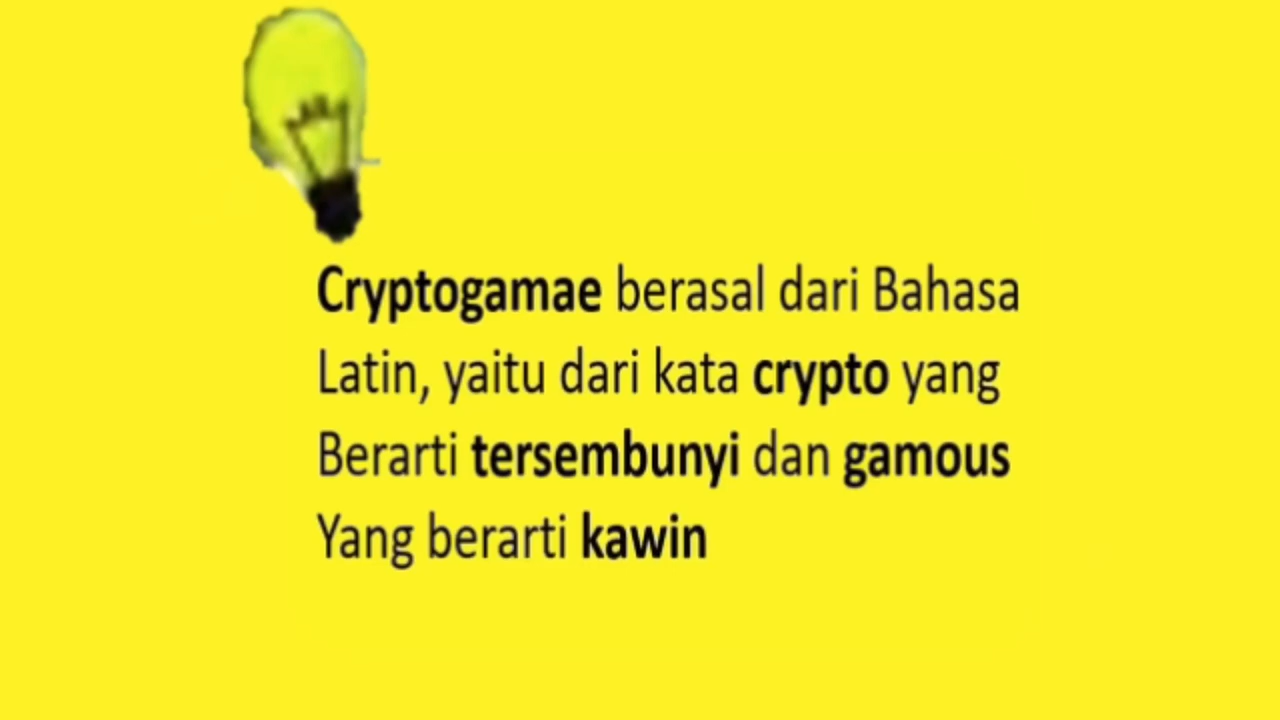 Cryptogamae berasal dari Bahasa
Latin, yaitu dari kata crypto yang
Berarti tersembunyi dan gamous
Yang berarti kawin